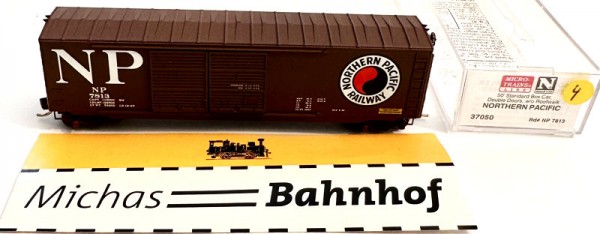 NP
NP
7813
NORTHERN PACIFIC
RAILWAY
MICRO-
TRAINS
LINE
N
50' Standard Box Car,
Double Doors, w/o Roofwalk
NORTHERN PACIFIC
37050 Rd# NP 7813
4
Michas Bahnhof